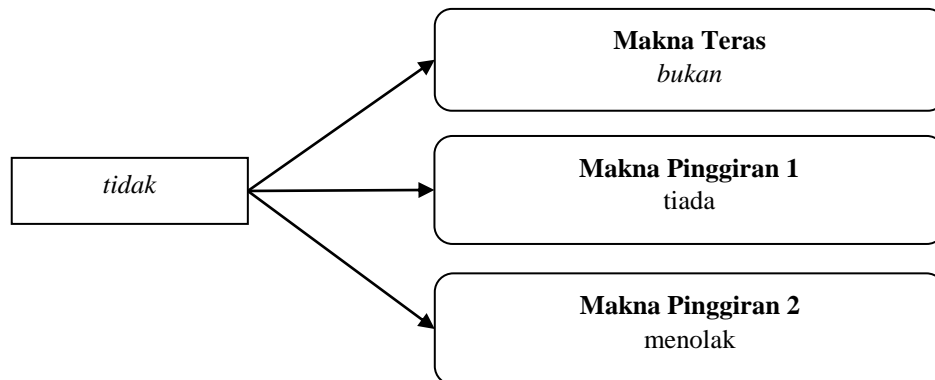 Makna Teras
bukan
tidak
Makna Pinggiran 1
tiada
Makna Pinggiran 2
menolak